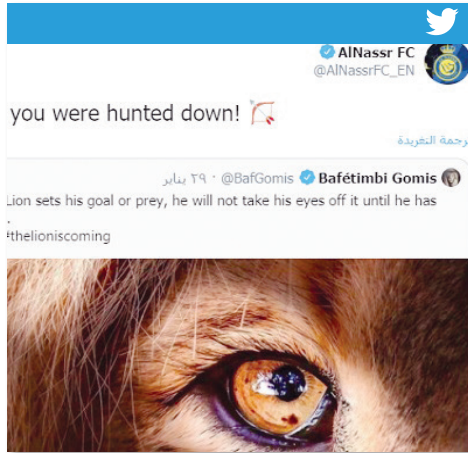 AlNassr FC
@AlNassrFC_EN
you were hunted down!
رجمة التغريدة
Bafétimbi Gomis @BafGomis · ٢٩ يناير
Lion sets his goal or prey, he will not take his eyes off it until he has
.
#thelioniscoming